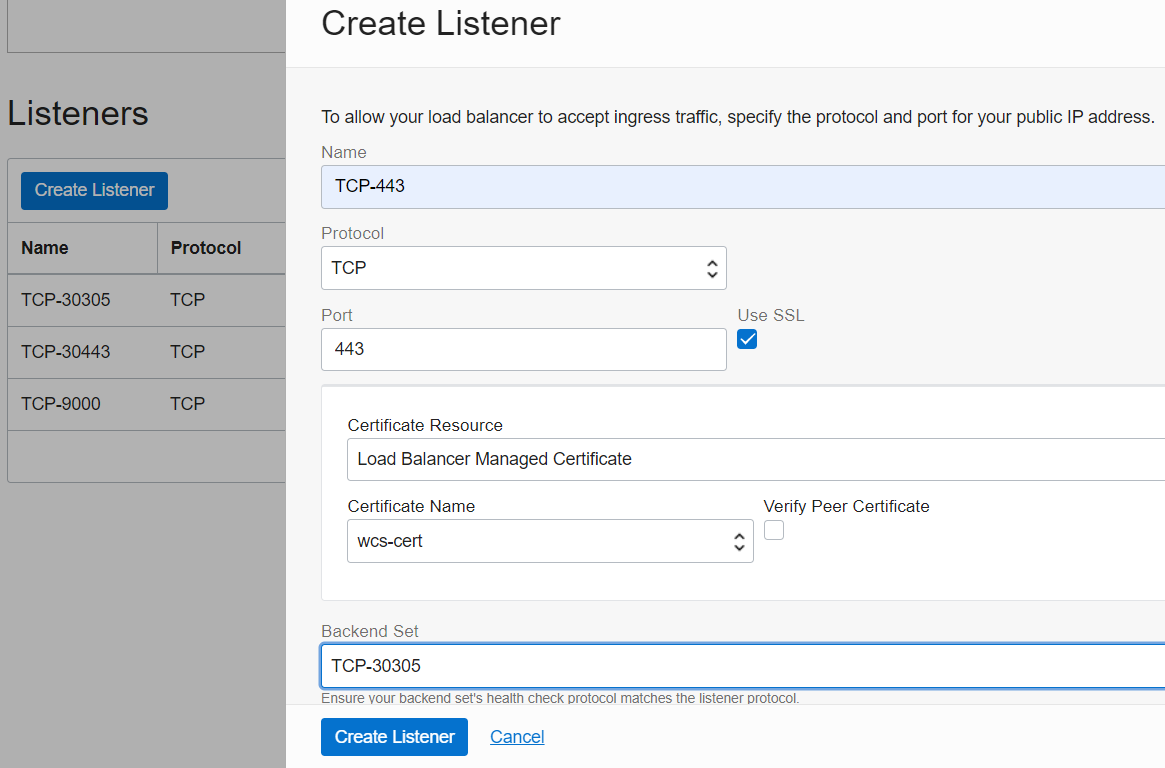 Create Listener
To allow your load balancer to accept ingress traffic, specify the protocol and port for your public IP address.
Name
TCP-443
Protocol
TCP
Port
Use SSL
443
Certificate Resource
Load Balancer Managed Certificate
Certificate Name
Verify Peer Certificate
wcs-cert
Backend Set
TCP-30305
Ensure your backend set's health check protocol matches the listener protocol.
Create Listener
Cancel
Listeners
Create Listener
Name Protocol
TCP-30305 TCP
TCP-30443 TCP
TCP-9000 TCP